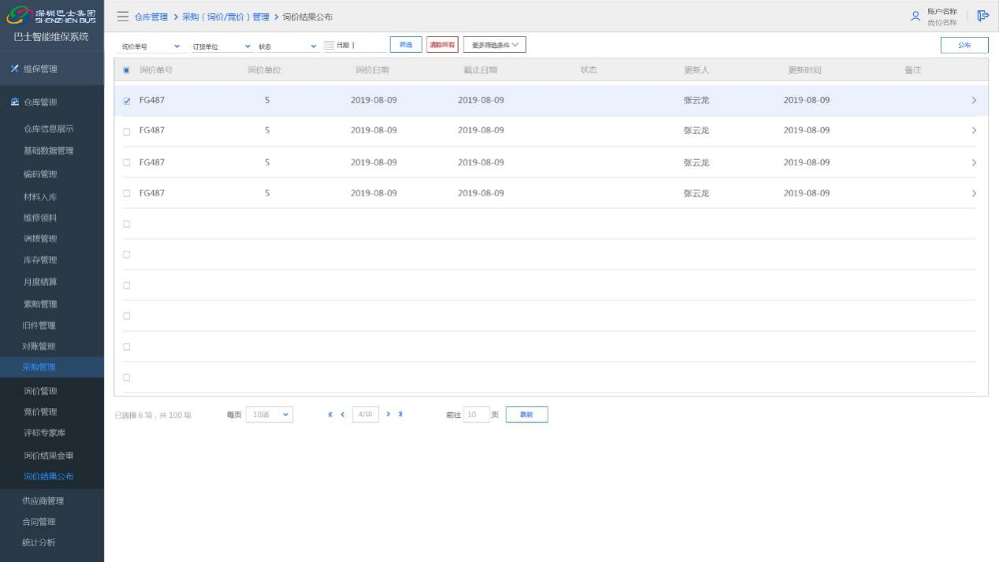 深圳巴士集团
SHENZHEN BUS
巴士智能维保系统
仓库管理 > 采购（询价/竞价）管理 > 询价结果公布
账户名称
岗位名称
询价单号 订货单位 状态 日期 筛选 清除所有 更多筛选条件 公布
询价单号 询价单位 询价日期 截止日期 状态 更新人 更新时间 备注
FG487 5 2019-08-09 2019-08-09 张云龙 2019-08-09 >
FG487 5 2019-08-09 2019-08-09 张云龙 2019-08-09 >
FG487 5 2019-08-09 2019-08-09 张云龙 2019-08-09 >
FG487 5 2019-08-09 2019-08-09 张云龙 2019-08-09 >
已选择 6 项，共 100 项 每页 10项 4/10 前往 10 页 跳转
维保管理
仓库管理
仓库信息展示
基础数据管理
编码管理
材料入库
维修领料
调拨管理
库存管理
月度结算
索赔管理
旧件管理
对账管理
采购管理
询价管理
竞价管理
评标专家库
询价结果会审
询价结果公布
供应商管理
合同管理
统计分析